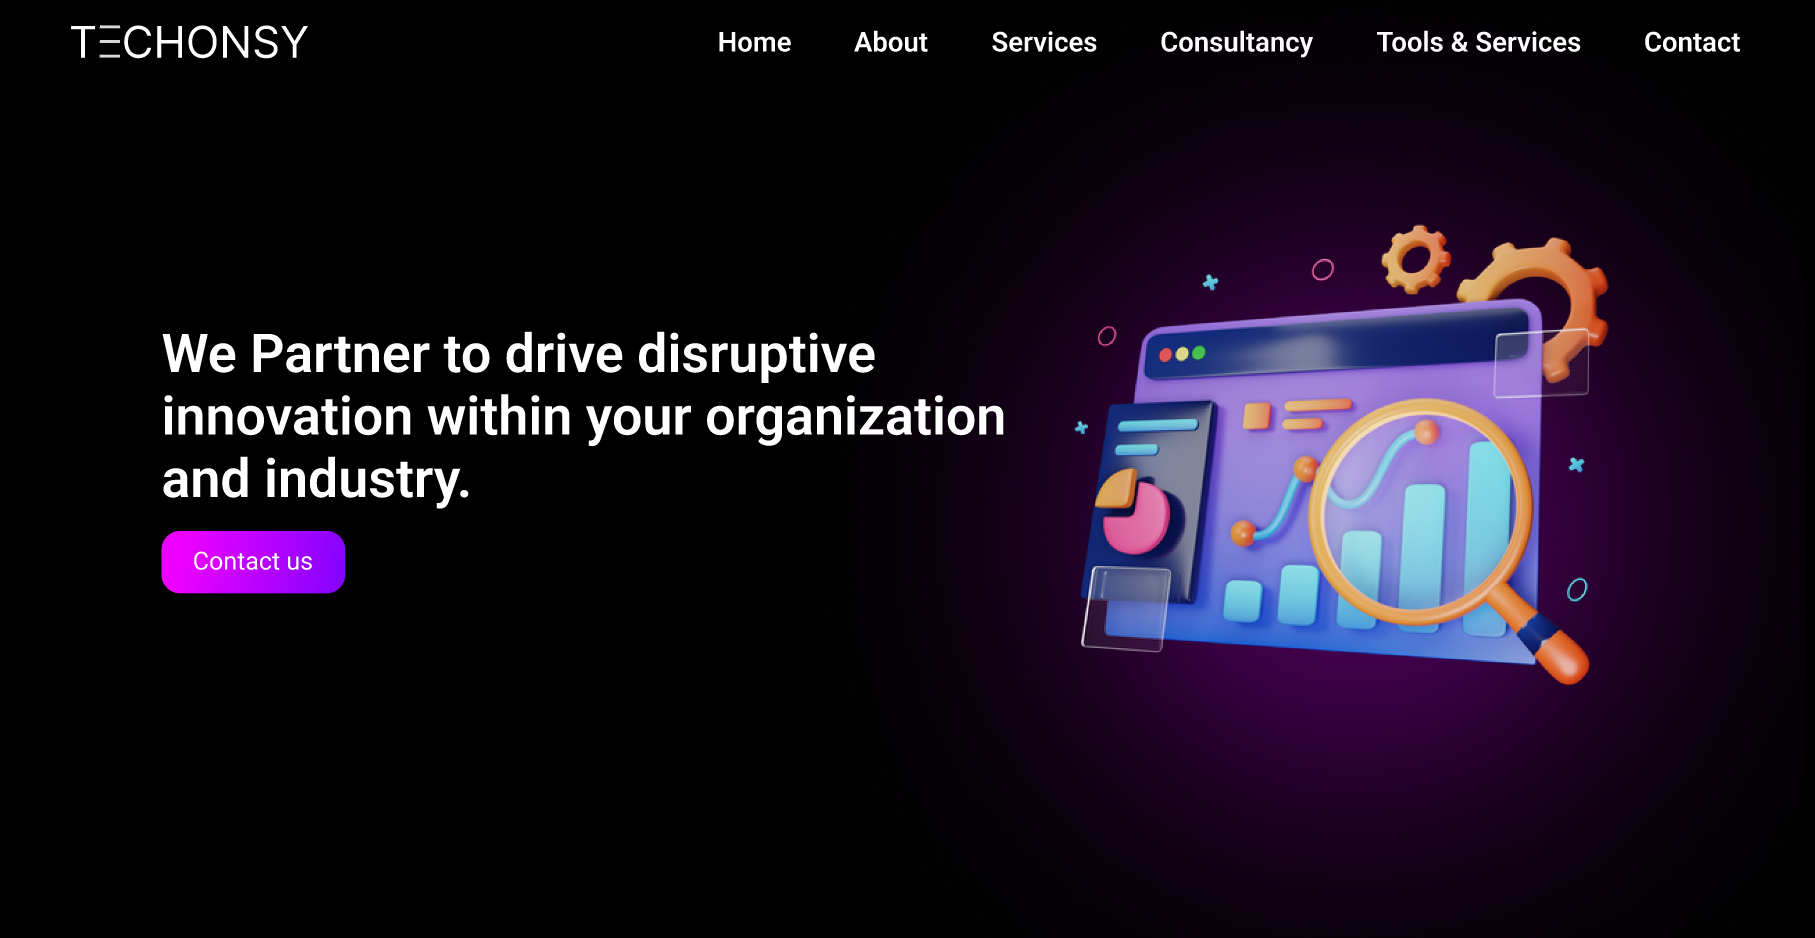 TECHONSY
Home About Services Consultancy Tools & Services Contact
We Partner to drive disruptive
innovation within your organization
and industry.
Contact us